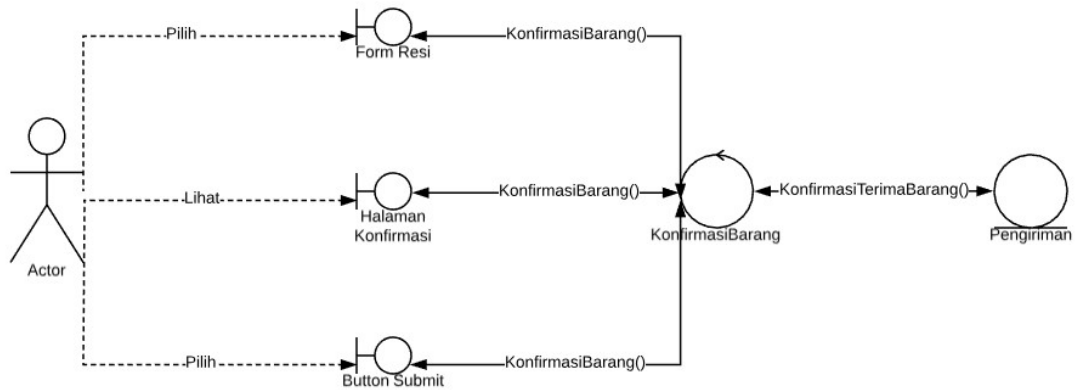 Pilih
KonfirmasiBarang()
Form Resi
Lihat
KonfirmasiBarang()
KonfirmasiTerimaBarang()
Halaman
Konfirmasi
KonfirmasiBarang
Pengiriman
Actor
Pilih
KonfirmasiBarang()
Button Submit